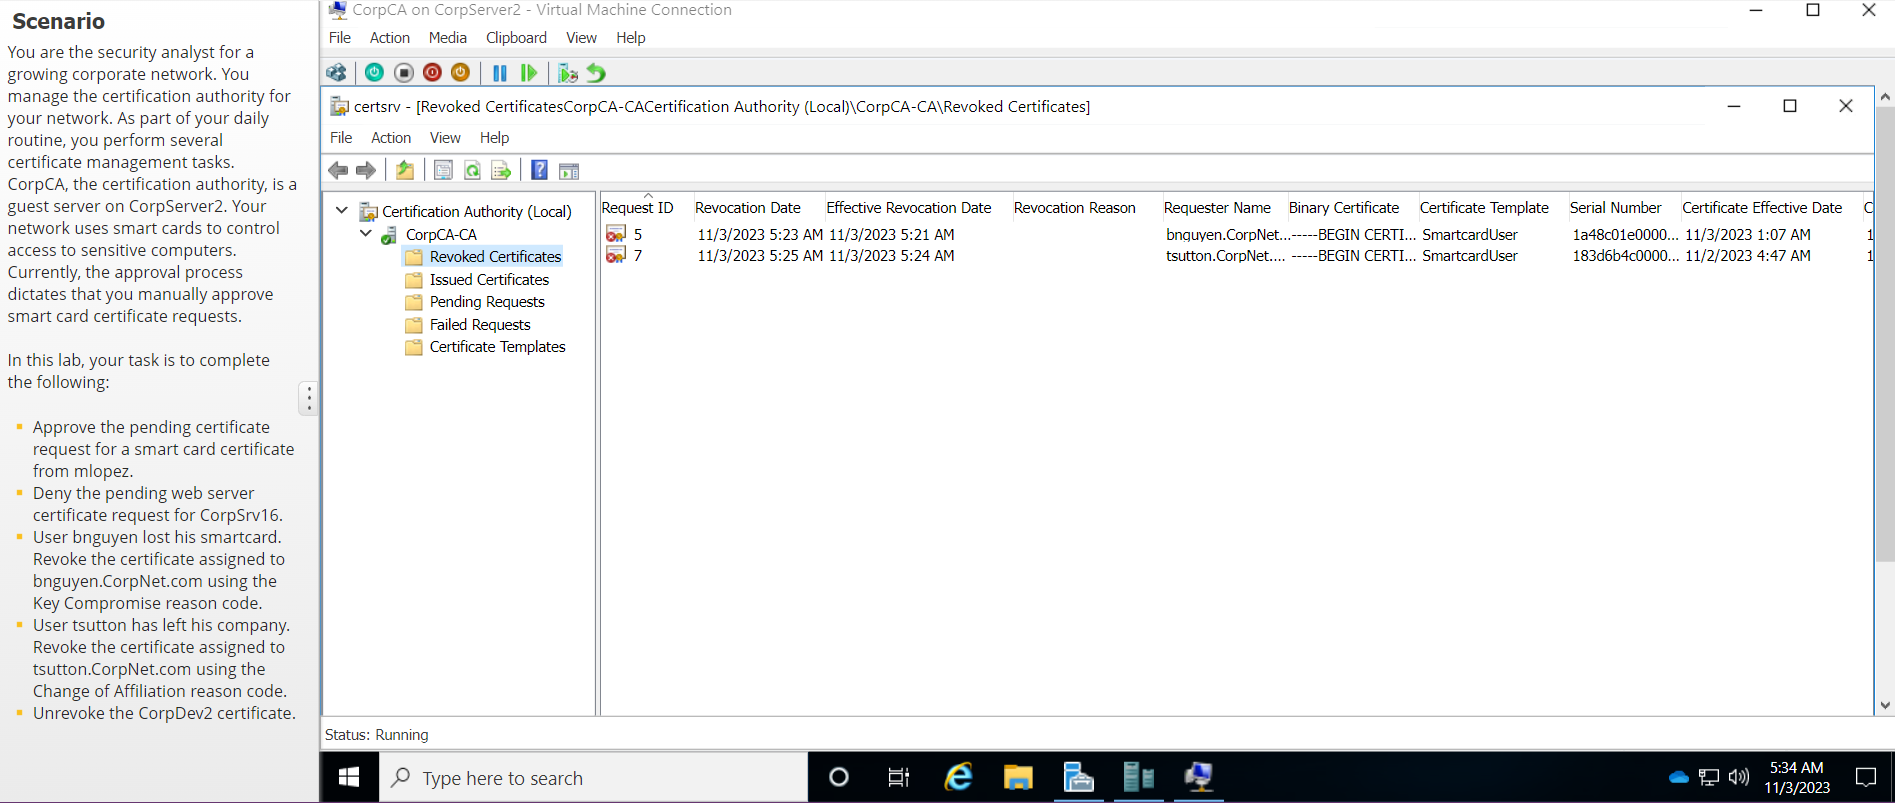 Scenario
You are the security analyst for a
growing corporate network. You
manage the certification authority for
your network. As part of your daily
routine, you perform several
certificate management tasks.
CorpCA, the certification authority, is a
guest server on CorpServer2. Your
network uses smart cards to control
access to sensitive computers.
Currently, the approval process
dictates that you manually approve
smart card certificate requests.
In this lab, your task is to complete
the following:
Approve the pending certificate
request for a smart card certificate
from mlopez.
Deny the pending web server
certificate request for CorpSrv16.
User bnguyen lost his smartcard.
Revoke the certificate assigned to
bnguyen.CorpNet.com using the
Key Compromise reason code.
User tsutton has left his company.
Revoke the certificate assigned to
tsutton.CorpNet.com using the
Change of Affiliation reason code.
Unrevoke the CorpDev2 certificate.
CorpCA on CorpServer2 - Virtual Machine Connection
File Action Media Clipboard View Help
certsrv - [Revoked CertificatesCorpCA-CACertification Authority (Local)\CorpCA-CA\Revoked Certificates]
File Action View Help
Certification Authority (Local)
CorpCA-CA
Revoked Certificates
Issued Certificates
Pending Requests
Failed Requests
Certificate Templates
Request ID Revocation Date Effective Revocation Date Revocation Reason Requester Name Binary Certificate Certificate Template Serial Number Certificate Effective Date C
5 11/3/2023 5:23 AM 11/3/2023 5:21 AM bnguyen.CorpNet... -----BEGIN CERTI... SmartcardUser 1a48c01e0000... 11/3/2023 1:07 AM 1
7 11/3/2023 5:25 AM 11/3/2023 5:24 AM tsutton.CorpNet.... -----BEGIN CERTI... SmartcardUser 183d6b4c0000... 11/2/2023 4:47 AM 1
Status: Running
Type here to search
5:34 AM
11/3/2023